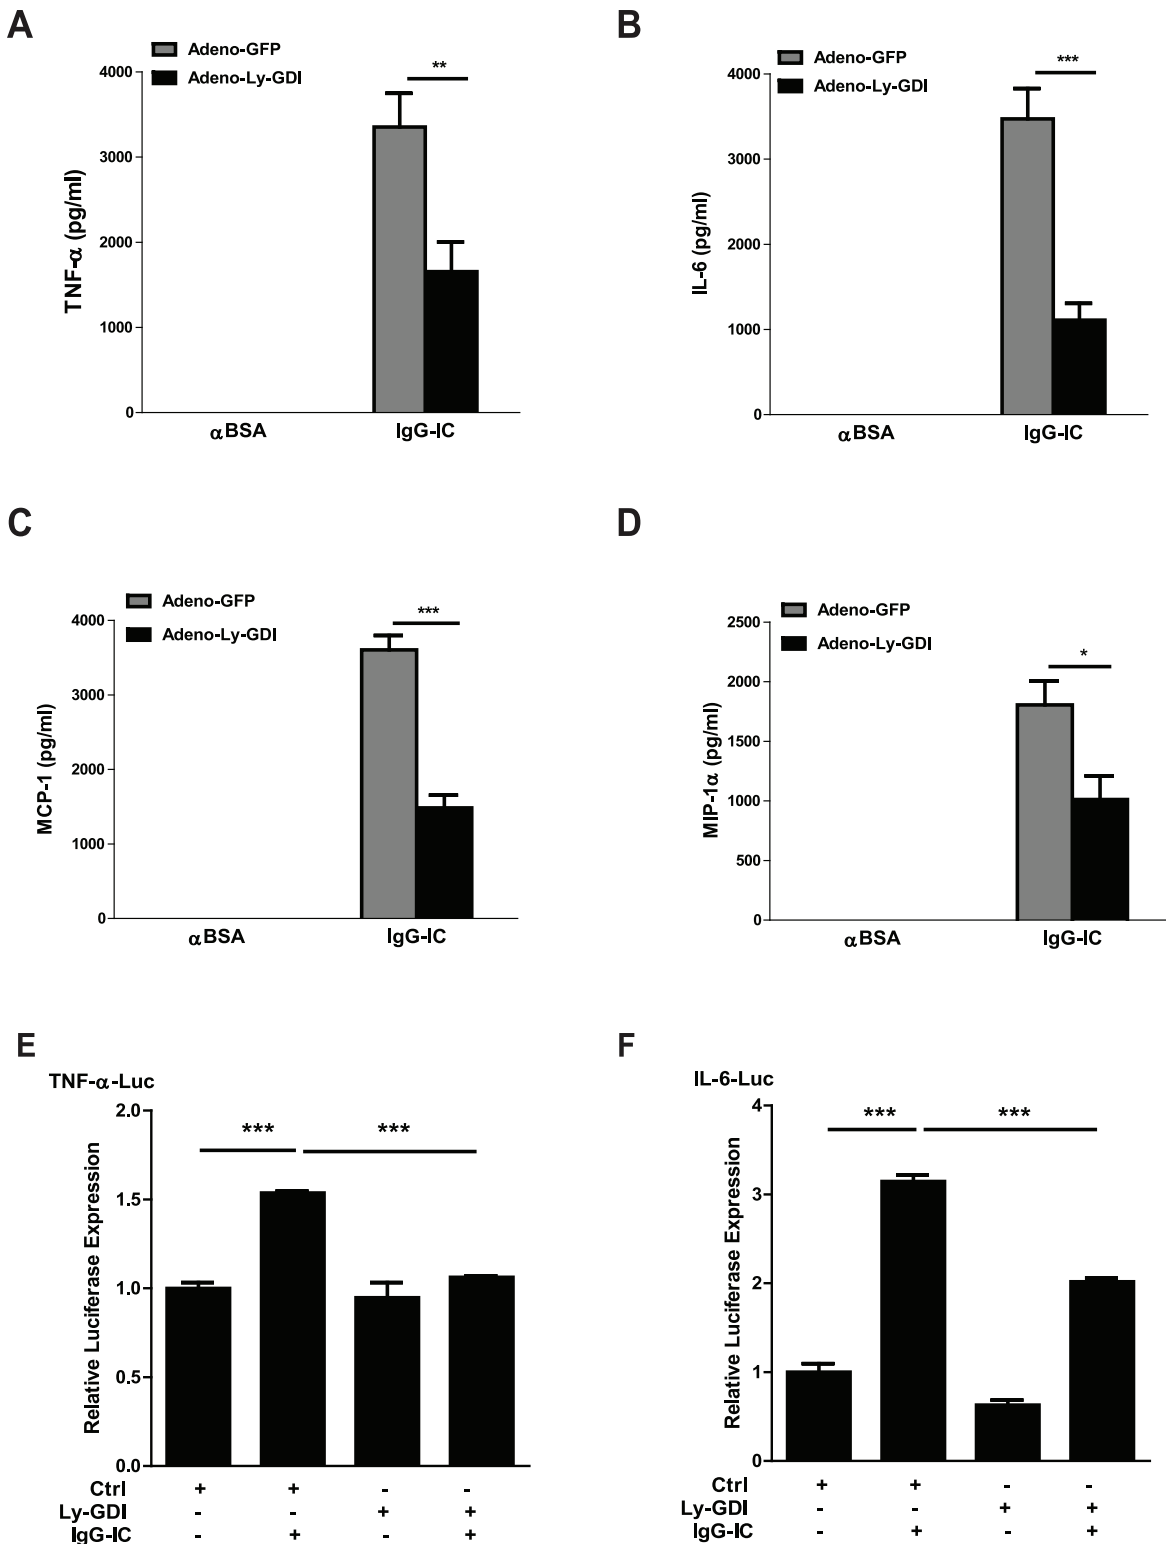 A
Adeno-GFP
Adeno-Ly-GDI
**
TNF-α (pg/ml)
4000
3000
2000
1000
0
αBSA
IgG-IC
B
Adeno-GFP
Adeno-Ly-GDI
***
IL-6 (pg/ml)
4000
3000
2000
1000
0
αBSA
IgG-IC
C
Adeno-GFP
Adeno-Ly-GDI
***
MCP-1 (pg/ml)
4000
3000
2000
1000
0
αBSA
IgG-IC
D
Adeno-GFP
Adeno-Ly-GDI
*
MIP-1α (pg/ml)
2500
2000
1500
1000
500
0
αBSA
IgG-IC
E
TNF-α-Luc
*** ***
Relative Luciferase Expression
2.0
1.5
1.0
0.5
0.0
Ctrl + + - -
Ly-GDI - - + +
IgG-IC - + - +
F
IL-6-Luc
*** ***
Relative Luciferase Expression
4
3
2
1
0
Ctrl + + - -
Ly-GDI - - + +
IgG-IC - + - +